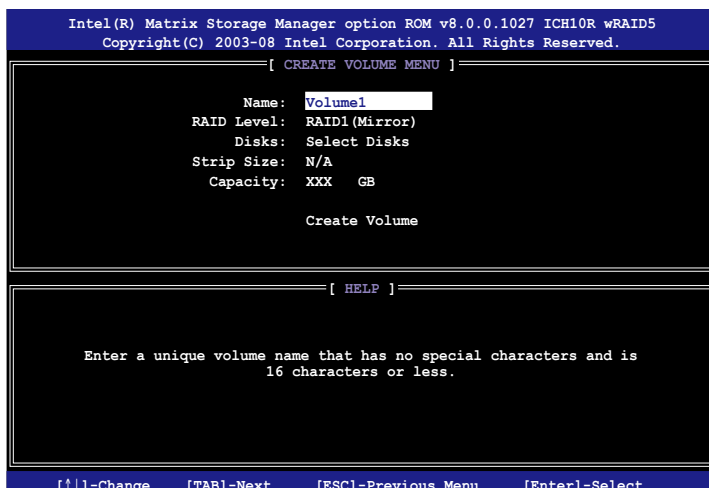 Intel(R) Matrix Storage Manager option ROM v8.0.0.1027 ICH10R wRAID5
Copyright(C) 2003-08 Intel Corporation. All Rights Reserved.
[ CREATE VOLUME MENU ]
Name: Volume1
RAID Level: RAID1(Mirror)
Disks: Select Disks
Strip Size: N/A
Capacity: XXX GB
Create Volume
[ HELP ]
Enter a unique volume name that has no special characters and is
16 characters or less.
[↑↓]-Change [TAB]-Next [ESC]-Previous Menu [Enter]-Select